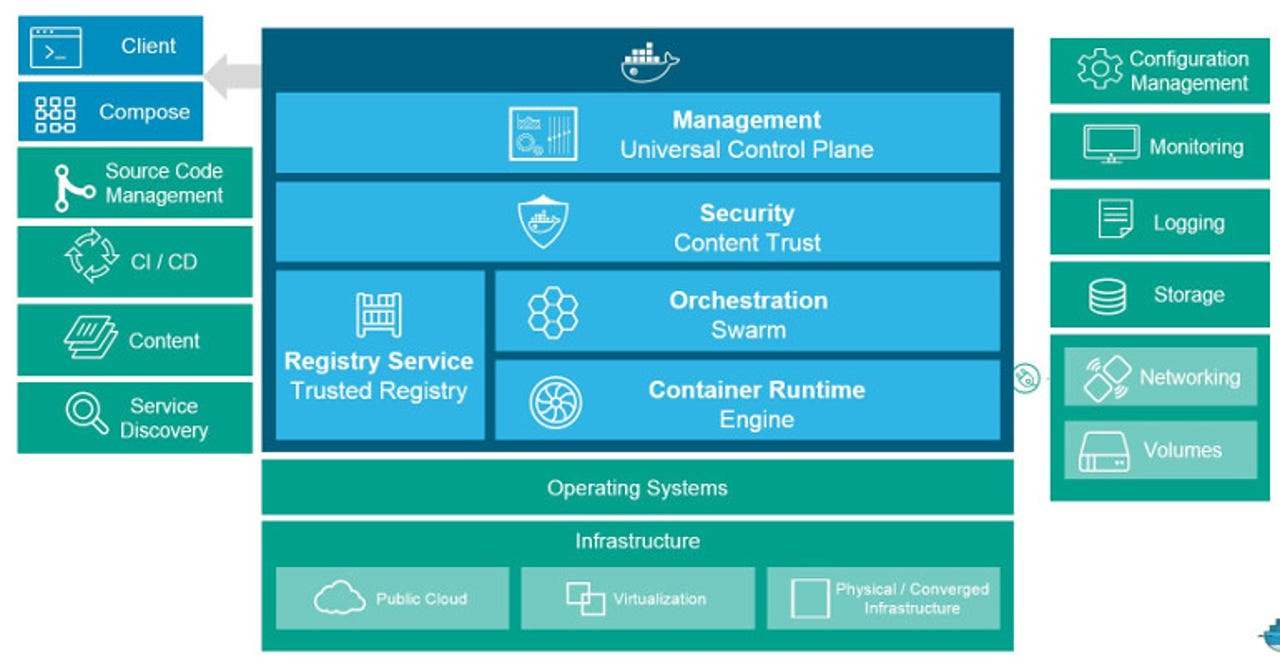 Client
Compose
Source Code
Management
CI / CD
Content
Service
Discovery
Management
Universal Control Plane
Security
Content Trust
Registry Service
Trusted Registry
Orchestration
Swarm
Container Runtime
Engine
Operating Systems
Infrastructure
Public Cloud
Virtualization
Physical / Converged
Infrastructure
Configuration
Management
Monitoring
Logging
Storage
Networking
Volumes